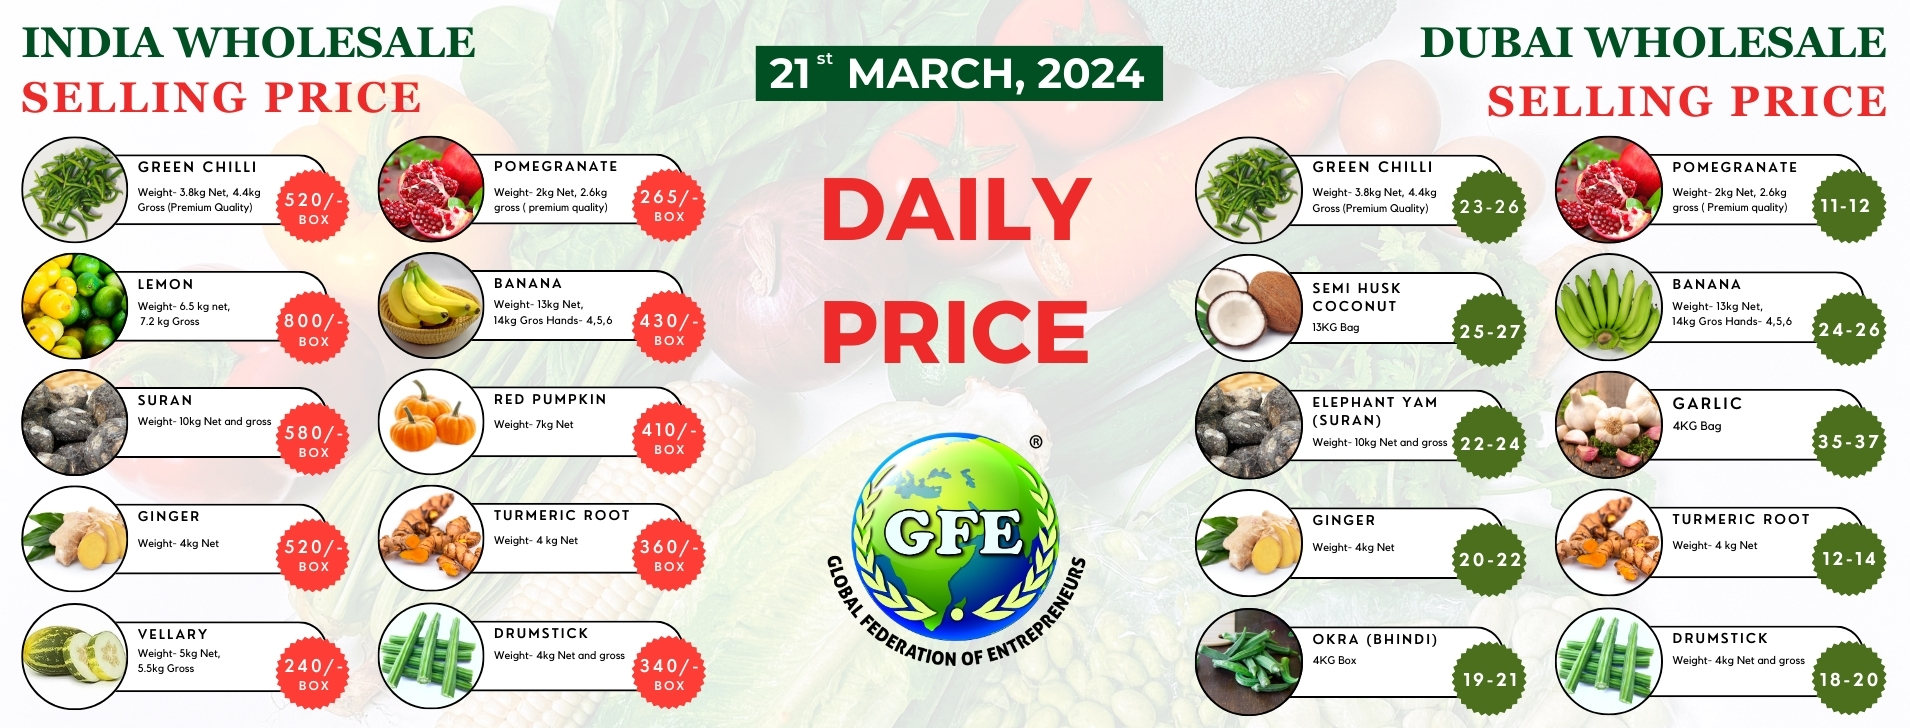 INDIA WHOLESALE
SELLING PRICE
GREEN CHILLI
Weight- 3.8kg Net, 4.4kg
Gross (Premium Quality)
520/-
BOX
POMEGRANATE
Weight- 2kg Net, 2.6kg
gross ( premium quality)
265/-
BOX
LEMON
Weight- 6.5 kg net,
7.2 kg Gross
800/-
BOX
BANANA
Weight- 13kg Net,
14kg Gros Hands- 4,5,6
430/-
BOX
SURAN
Weight- 10kg Net and gross
580/-
BOX
RED PUMPKIN
Weight- 7kg Net
410/-
BOX
GINGER
Weight- 4kg Net
520/-
BOX
TURMERIC ROOT
Weight- 4 kg Net
360/-
BOX
VELLARY
Weight- 5kg Net,
5.5kg Gross
240/-
BOX
DRUMSTICK
Weight- 4kg Net and gross
340/-
BOX
21st MARCH, 2024
DAILY
PRICE
®
GFE
GLOBAL FEDERATION OF ENTREPRENEURS
DUBAI WHOLESALE
SELLING PRICE
GREEN CHILLI
Weight- 3.8kg Net, 4.4kg
Gross (Premium Quality)
23-26
POMEGRANATE
Weight- 2kg Net, 2.6kg
gross ( Premium quality)
11-12
SEMI HUSK
COCONUT
13KG Bag
25-27
BANANA
Weight- 13kg Net,
14kg Gros Hands- 4,5,6
24-26
ELEPHANT YAM
(SURAN)
Weight- 10kg Net and gross
22-24
GARLIC
4KG Bag
35-37
GINGER
Weight- 4kg Net
20-22
TURMERIC ROOT
Weight- 4 kg Net
12-14
OKRA (BHINDI)
4KG Box
19-21
DRUMSTICK
Weight- 4kg Net and gross
18-20